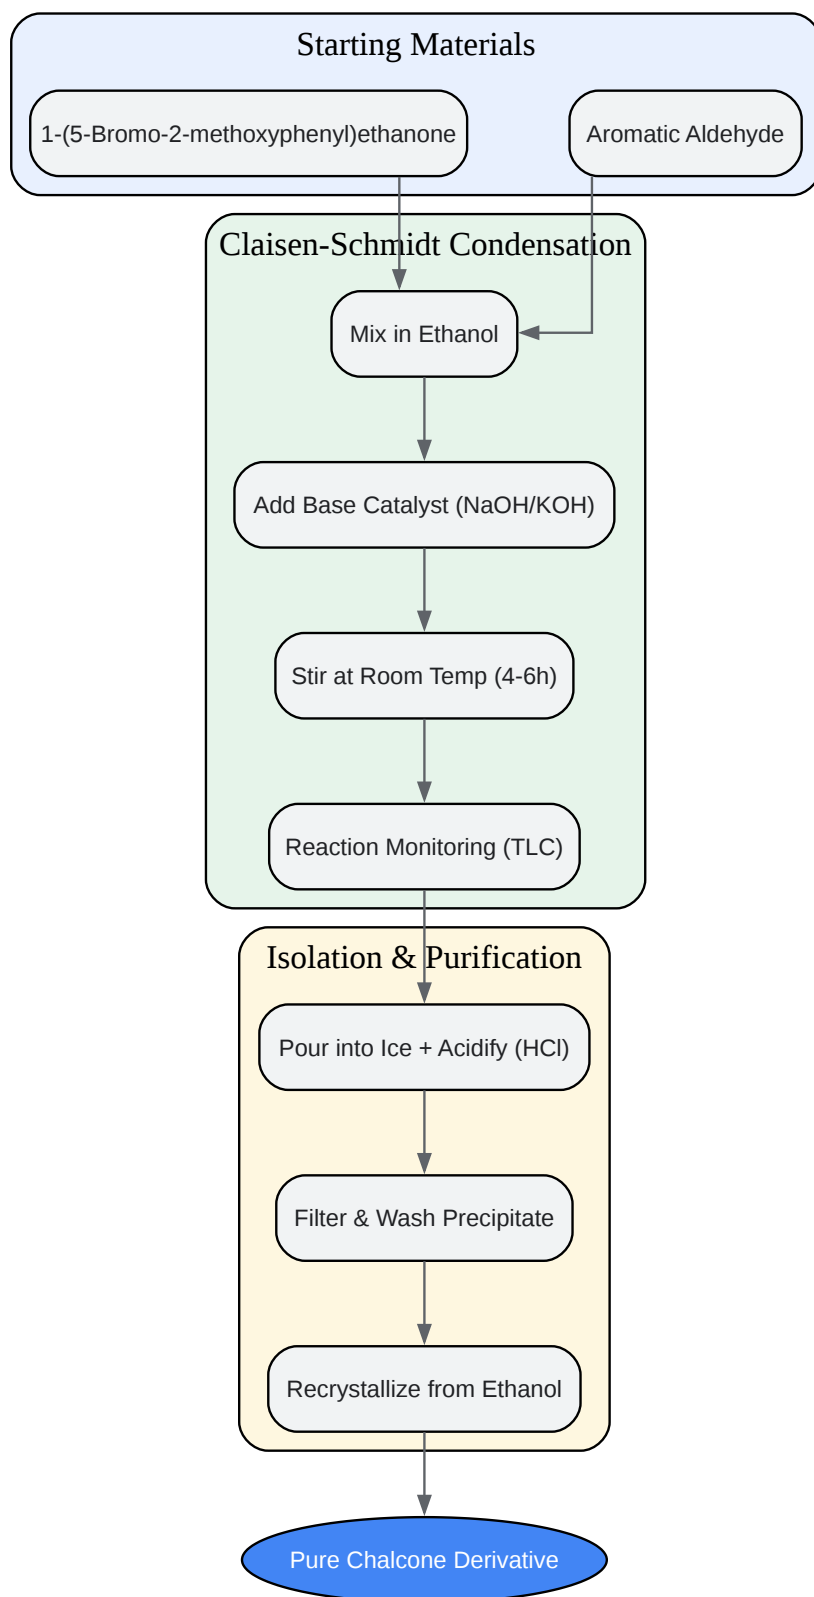 Starting Materials
1-(5-Bromo-2-methoxyphenyl)ethanone
Aromatic Aldehyde
Claisen-Schmidt Condensation
Mix in Ethanol
Add Base Catalyst (NaOH/KOH)
Stir at Room Temp (4-6h)
Reaction Monitoring (TLC)
Isolation & Purification
Pour into Ice + Acidify (HCl)
Filter & Wash Precipitate
Recrystallize from Ethanol
Pure Chalcone Derivative